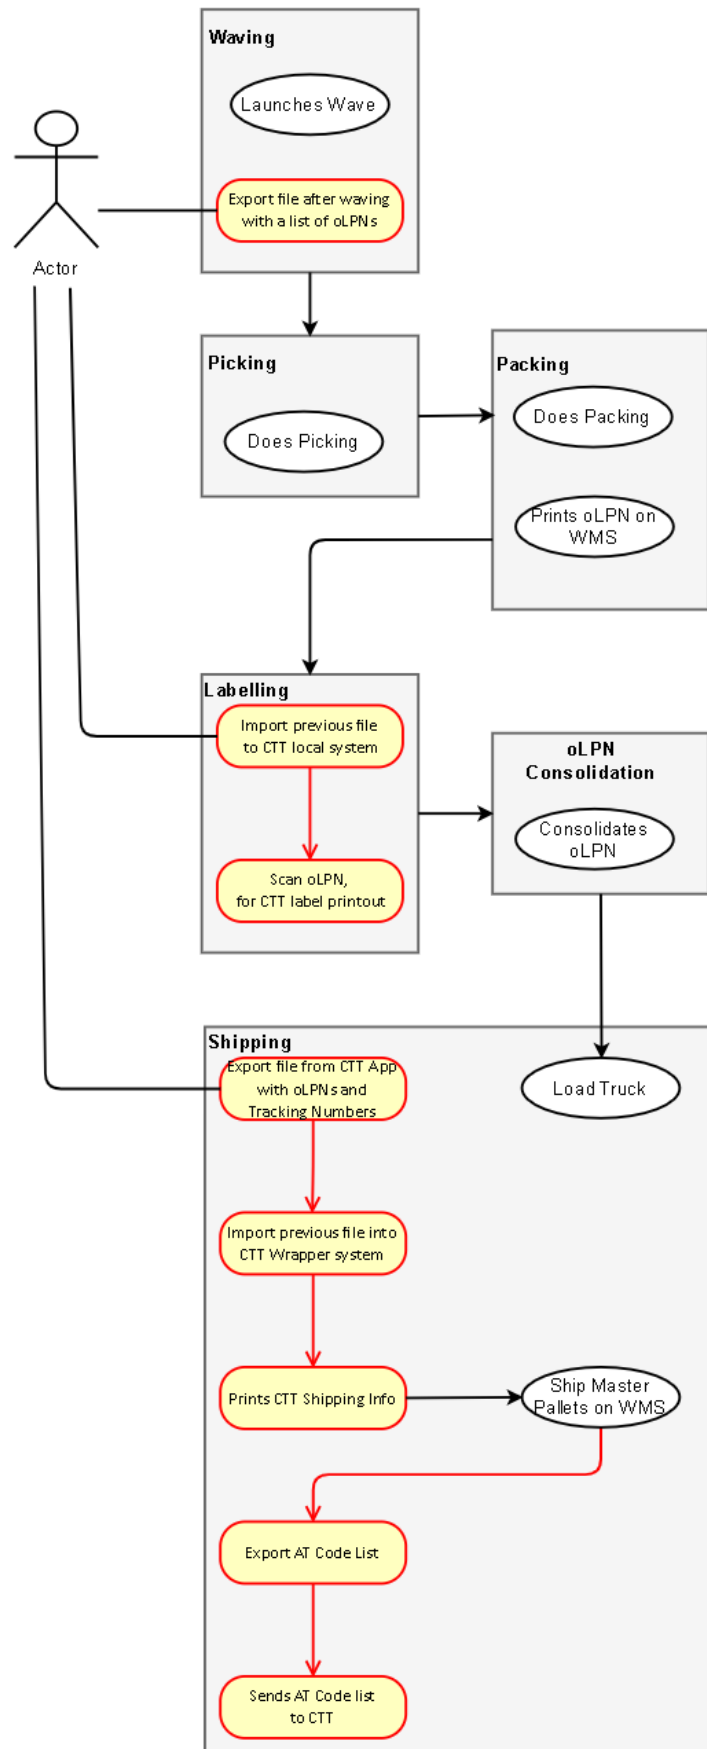 Waving
Launches Wave
Export file after waving
with a list of oLPNs
Actor
Picking
Does Picking
Packing
Does Packing
Prints oLPN on
WMS
Labelling
Import previous file
to CTT local system
Scan oLPN,
for CTT label printout
oLPN
Consolidation
Consolidates
oLPN
Shipping
Export file from CTT App
with oLPNs and
Tracking Numbers
Load Truck
Import previous file into
CTT Wrapper system
Prints CTT Shipping Info
Ship Master
Pallets on WMS
Export AT Code List
Sends AT Code list
to CTT